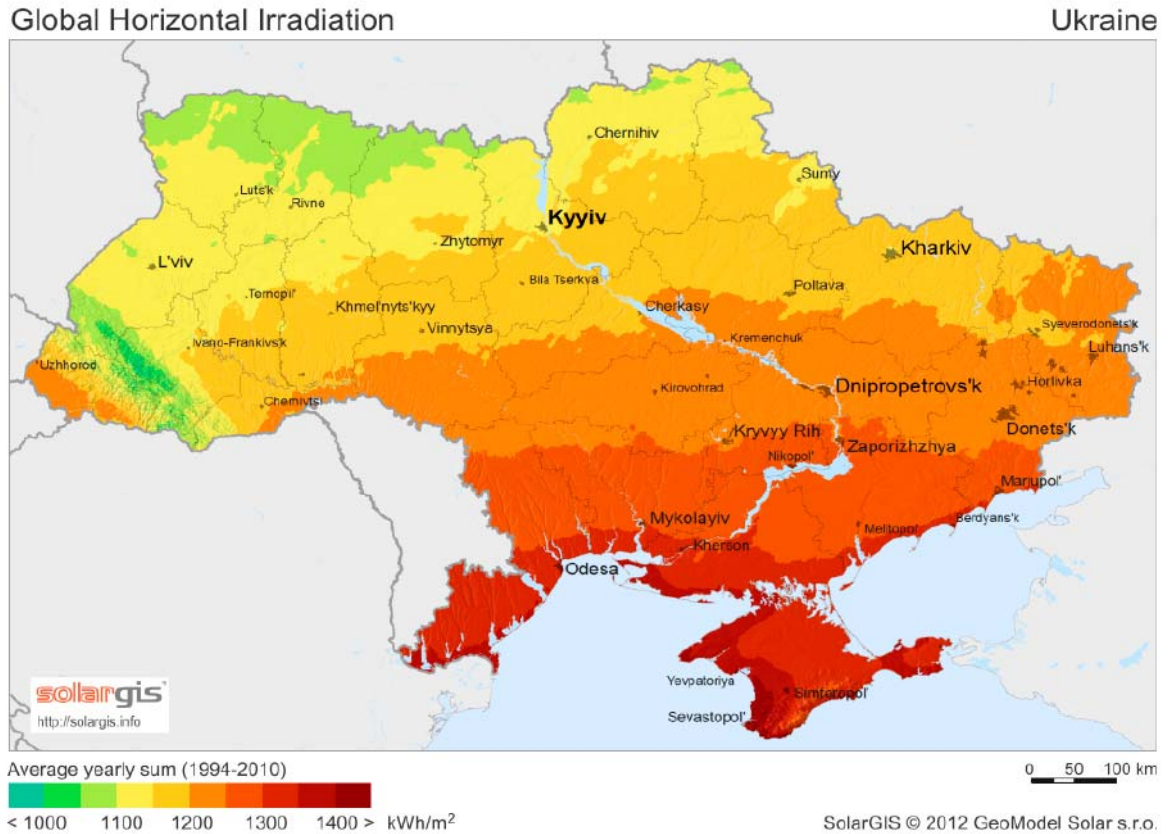 Global Horizontal Irradiation
Ukraine
Chernihiv
Sumy
Luts'k
Rivne
Kyyiv
Zhytomyr
Kharkiv
L'viv
Bila Tserkva
Ternopil'
Poltava
Khmel'nyts'kyy
Cherkasy
Vinnytsya
Syeverodonets'k
Kremenchuk
Ivano-Frankivs'k
Luhans'k
Uzhhorod
Horlivka
Dnipropetrovs'k
Kirovohrad
Chernivtsi
Donets'k
Kryvyy Rih
Zaporizhzhya
Nikopol'
Mariupol'
Mykolayiv
Berdyans'k
Melitopol'
Kherson
Odesa
Yevpatoriya
Simferopol'
Sevastopol'
solargis
http://solargis.info
Average yearly sum (1994-2010)
0 50 100 km
< 1000 1100 1200 1300 1400 > kWh/m²
SolarGIS © 2012 GeoModel Solar s.r.o.